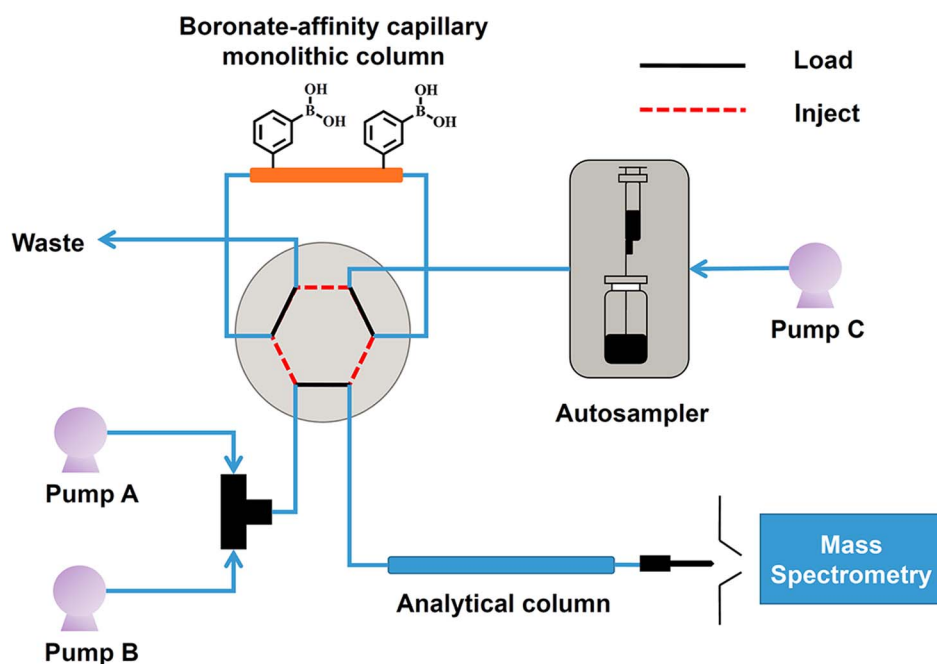 Boronate-affinity capillary
monolithic column
Load
Inject
OH
B
OH
OH
B
OH
Waste
Pump C
Autosampler
Pump A
Pump B
Analytical column
Mass
Spectrometry